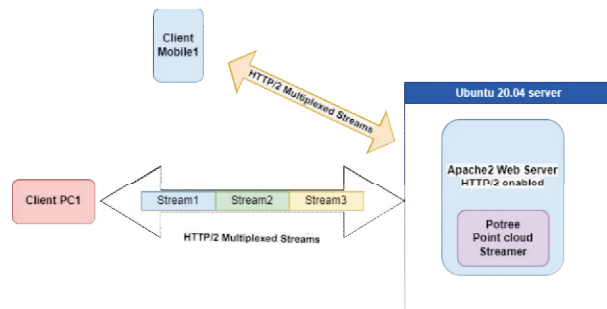 Client
Mobile1
HTTP/2 Multiplexed Streams
Ubuntu 20.04 server
Apache2 Web Server
HTTP/2 enabled
Client PC1
Stream1
Stream2
Stream3
HTTP/2 Multiplexed Streams
Potree
Point cloud
Streamer